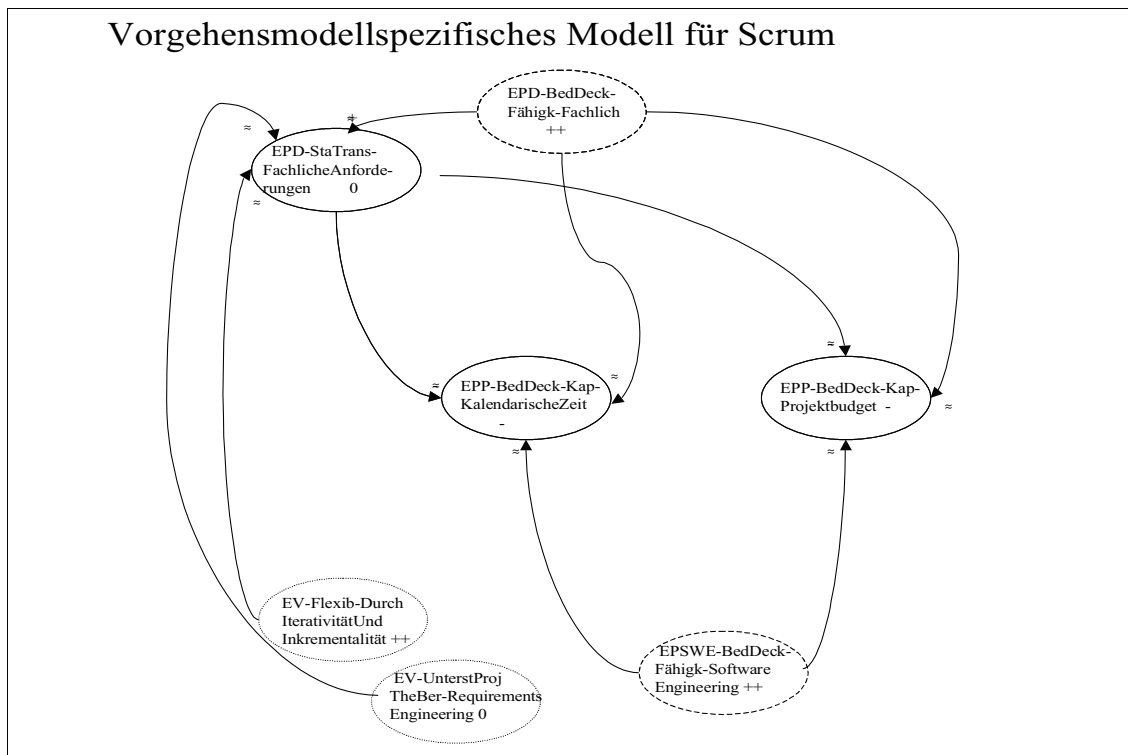 Vorgehensmodellspezifisches Modell für Scrum
EPD-BedDeck-
Fähigk-Fachlich
++
≈
≈
EPD-StaTrans-
FachlicheAnforde-
rungen 0
≈
≈
≈
EPP-BedDeck-Kap-
KalendarischeZeit
-
≈
≈
EPP-BedDeck-Kap-
Projektbudget -
≈
≈
≈
EV-Flexib-Durch
IterativitätUnd
Inkrementalität ++
EV-UnterstProj
TheBer-Requirements
Engineering 0
EPSWE-BedDeck-
Fähigk-Software
Engineering ++